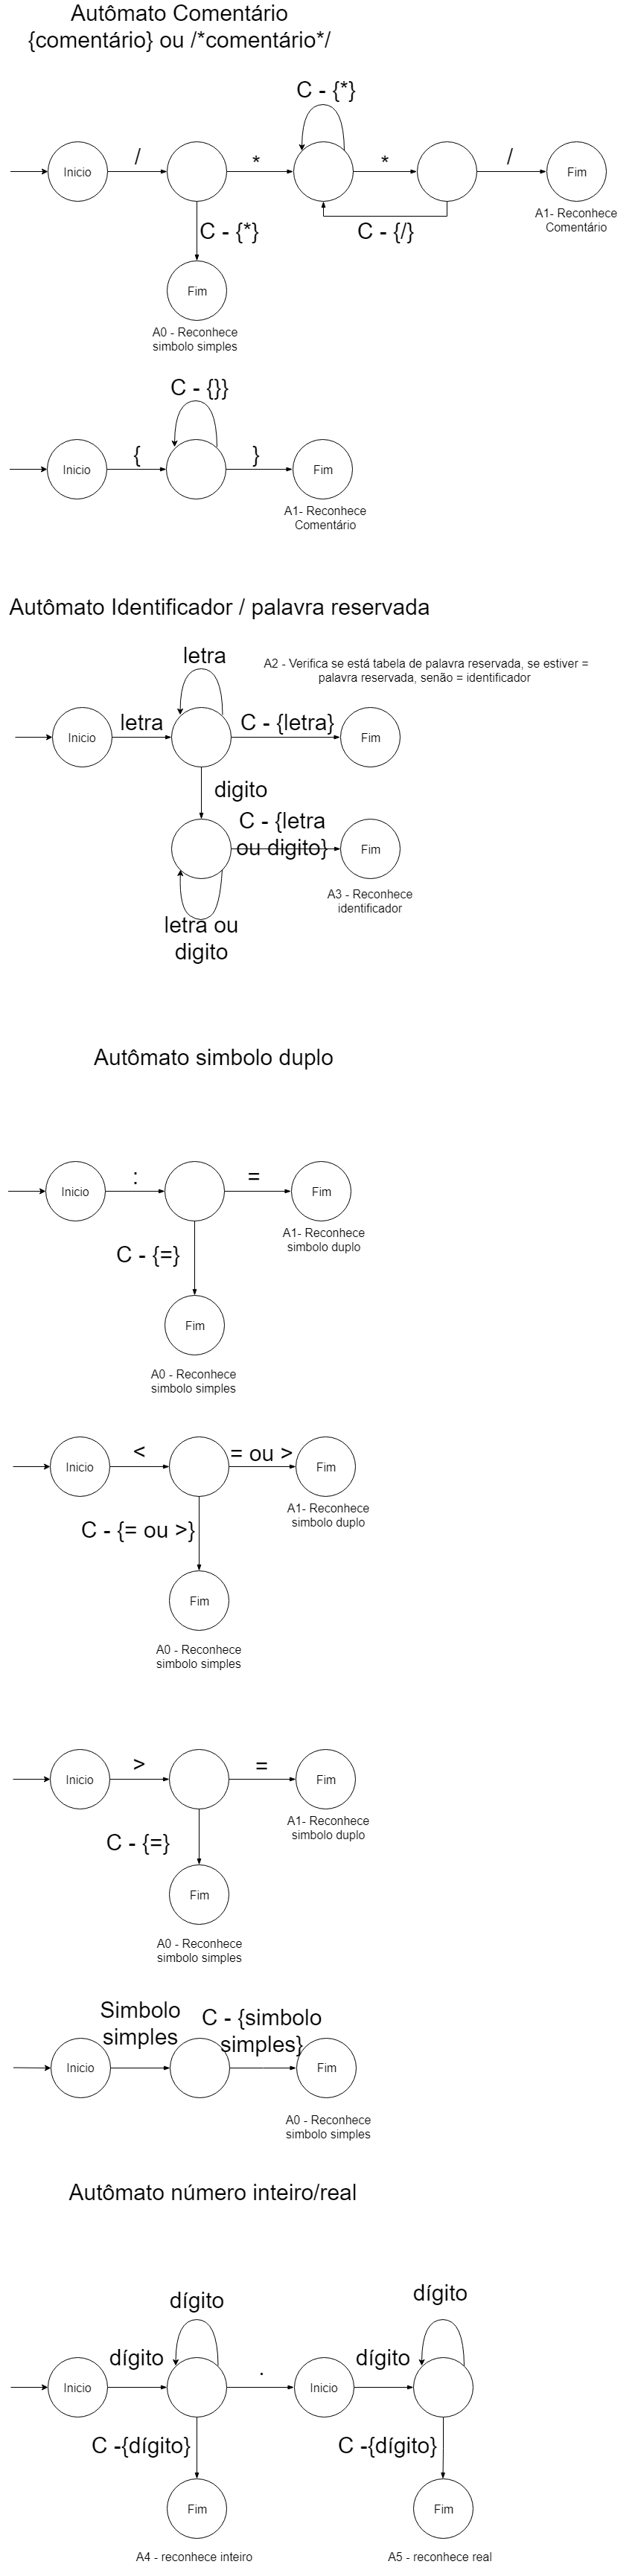 Autômato Comentário
{comentário} ou /*comentário*/
C - {*}
/
*
*
/
Inicio
Fim
A1- Reconhece
Comentário
C - {*}
C - {/}
Fim
A0 - Reconhece
simbolo simples
C - {}}
{
}
Inicio
Fim
A1- Reconhece
Comentário
Autômato Identificador / palavra reservada
letra
A2 - Verifica se está tabela de palavra reservada, se estiver =
palavra reservada, senão = identificador
letra
C - {letra}
Inicio
Fim
digito
C - {letra
ou digito}
Fim
A3 - Reconhece
identificador
letra ou
digito
Autômato simbolo duplo
:
=
Inicio
Fim
A1- Reconhece
simbolo duplo
C - {=}
Fim
A0 - Reconhece
simbolo simples
<
= ou >
Inicio
Fim
A1- Reconhece
simbolo duplo
C - {= ou >}
Fim
A0 - Reconhece
simbolo simples
>
=
Inicio
Fim
A1- Reconhece
simbolo duplo
C - {=}
Fim
A0 - Reconhece
simbolo simples
Simbolo
simples
C - {simbolo
simples}
Inicio
Fim
A0 - Reconhece
simbolo simples
Autômato número inteiro/real
dígito
dígito
dígito
.
dígito
Inicio
Inicio
C -{dígito}
C -{dígito}
Fim
Fim
A4 - reconhece inteiro
A5 - reconhece real